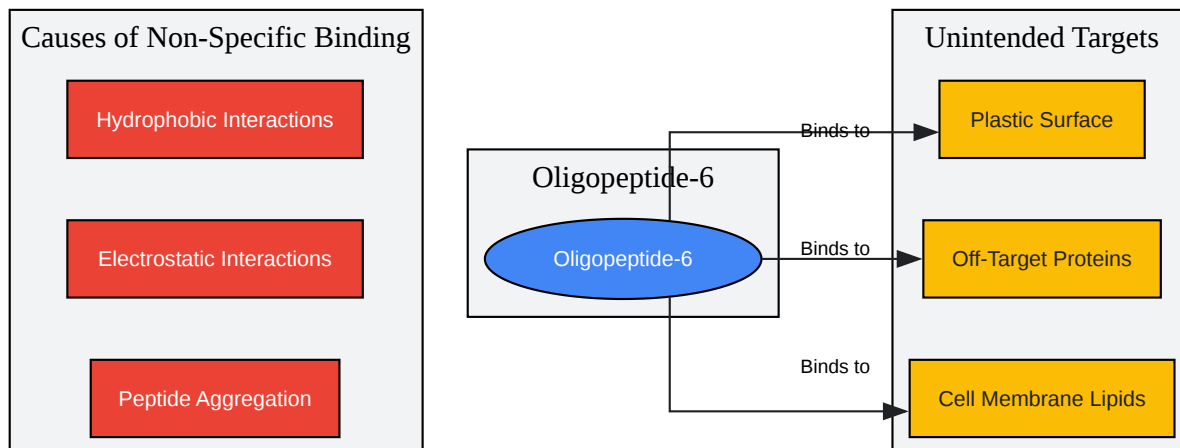 Causes of Non-Specific Binding
Hydrophobic Interactions
Electrostatic Interactions
Peptide Aggregation
Oligopeptide-6
Oligopeptide-6
Binds to
Binds to
Binds to
Unintended Targets
Plastic Surface
Off-Target Proteins
Cell Membrane Lipids